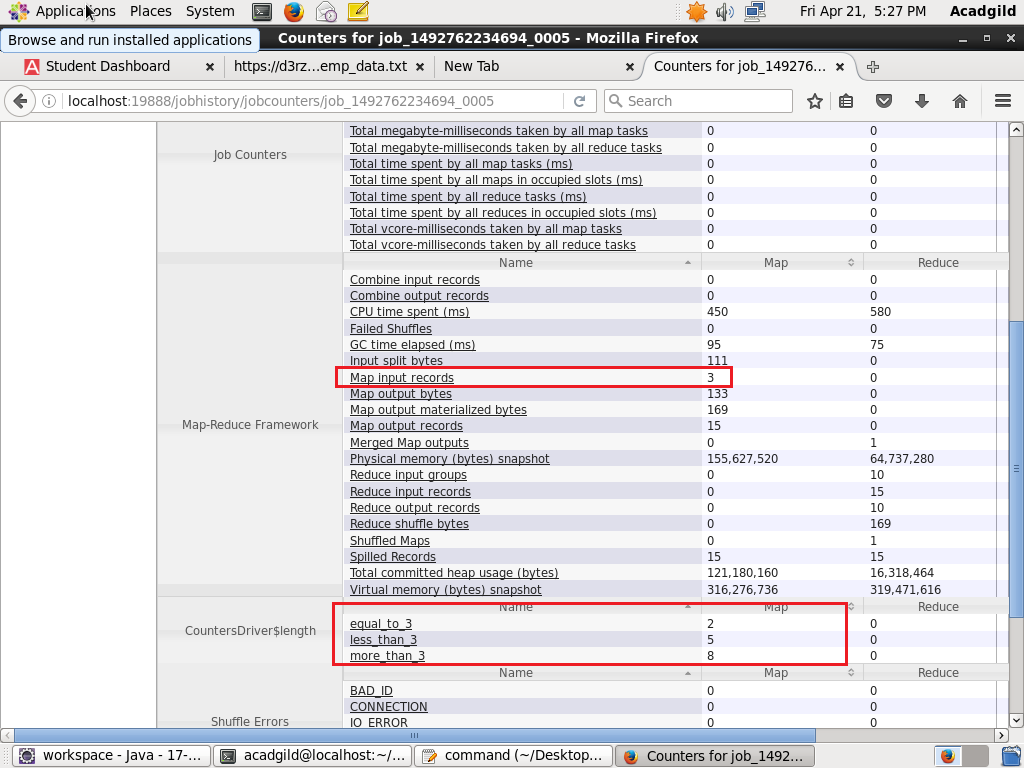 Applications Places System Fri Apr 21, 5:27 PM Acadgild
Browse and run installed applications
Counters for job_1492762234694_0005 - Mozilla Firefox
Student Dashboard https://d3rz...emp_data.txt New Tab Counters for job_14927​6...
localhost:19888/jobhistory/jobcounters/job_1492762234694_0005 Search
Job Counters
Total megabyte-milliseconds taken by all map tasks 0 0
Total megabyte-milliseconds taken by all reduce tasks 0 0
Total time spent by all map tasks (ms) 0 0
Total time spent by all maps in occupied slots (ms) 0 0
Total time spent by all reduce tasks (ms) 0 0
Total time spent by all reduces in occupied slots (ms) 0 0
Total vcore-milliseconds taken by all map tasks 0 0
Total vcore-milliseconds taken by all reduce tasks 0 0
Map-Reduce Framework
Name Map Reduce
Combine input records 0 0
Combine output records 0 0
CPU time spent (ms) 450 580
Failed Shuffles 0 0
GC time elapsed (ms) 95 75
Input split bytes 111 0
Map input records 3 0
Map output bytes 133 0
Map output materialized bytes 169 0
Map output records 15 0
Merged Map outputs 0 1
Physical memory (bytes) snapshot 155,627,520 64,737,280
Reduce input groups 0 10
Reduce input records 0 15
Reduce output records 0 10
Reduce shuffle bytes 0 169
Shuffled Maps 0 1
Spilled Records 15 15
Total committed heap usage (bytes) 121,180,160 16,318,464
Virtual memory (bytes) snapshot 316,276,736 319,471,616
CountersDriver$length
Name Map Reduce
equal_to_3 2 0
less_than_3 5 0
more_than_3 8 0
Shuffle Errors
Name Map Reduce
BAD_ID 0 0
CONNECTION 0 0
IO_ERROR 0 0
workspace - Java - 17-... acadgild@localhost:~/... command (~/Desktop... Counters for job_1492...